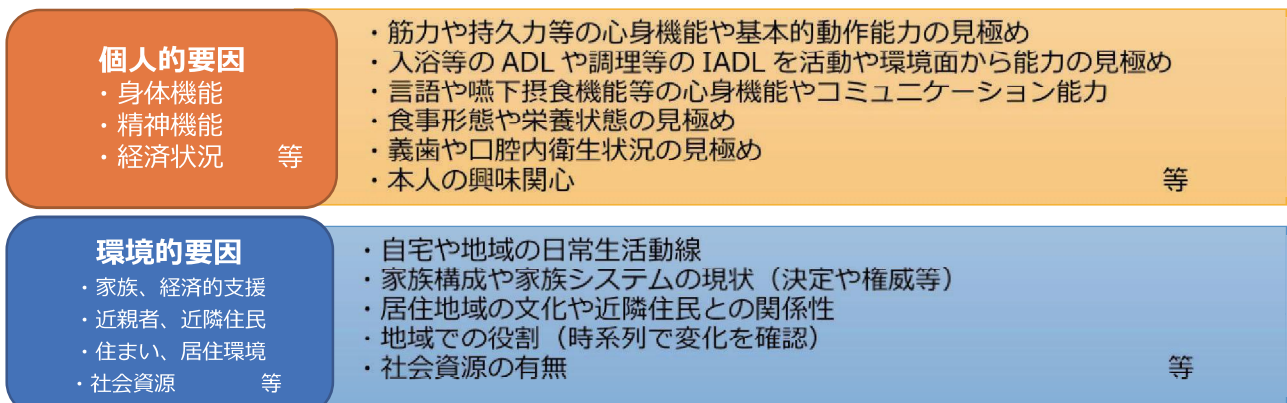 個人的要因
・身体機能
・精神機能
・経済状況　　等
・筋力や持久力等の心身機能や基本的動作能力の見極め
・入浴等の ADL や調理等の IADL を活動や環境面から能力の見極め
・言語や嚥下摂食機能等の心身機能やコミュニケーション能力
・食事形態や栄養状態の見極め
・義歯や口腔内衛生状況の見極め
・本人の興味関心　　等
環境的要因
・家族、経済的支援
・近親者、近隣住民
・住まい、居住環境
・社会資源　　等
・自宅や地域の日常生活動線
・家族構成や家族システムの現状（決定や権威等）
・居住地域の文化や近隣住民との関係性
・地域での役割（時系列で変化を確認）
・社会資源の有無　　等